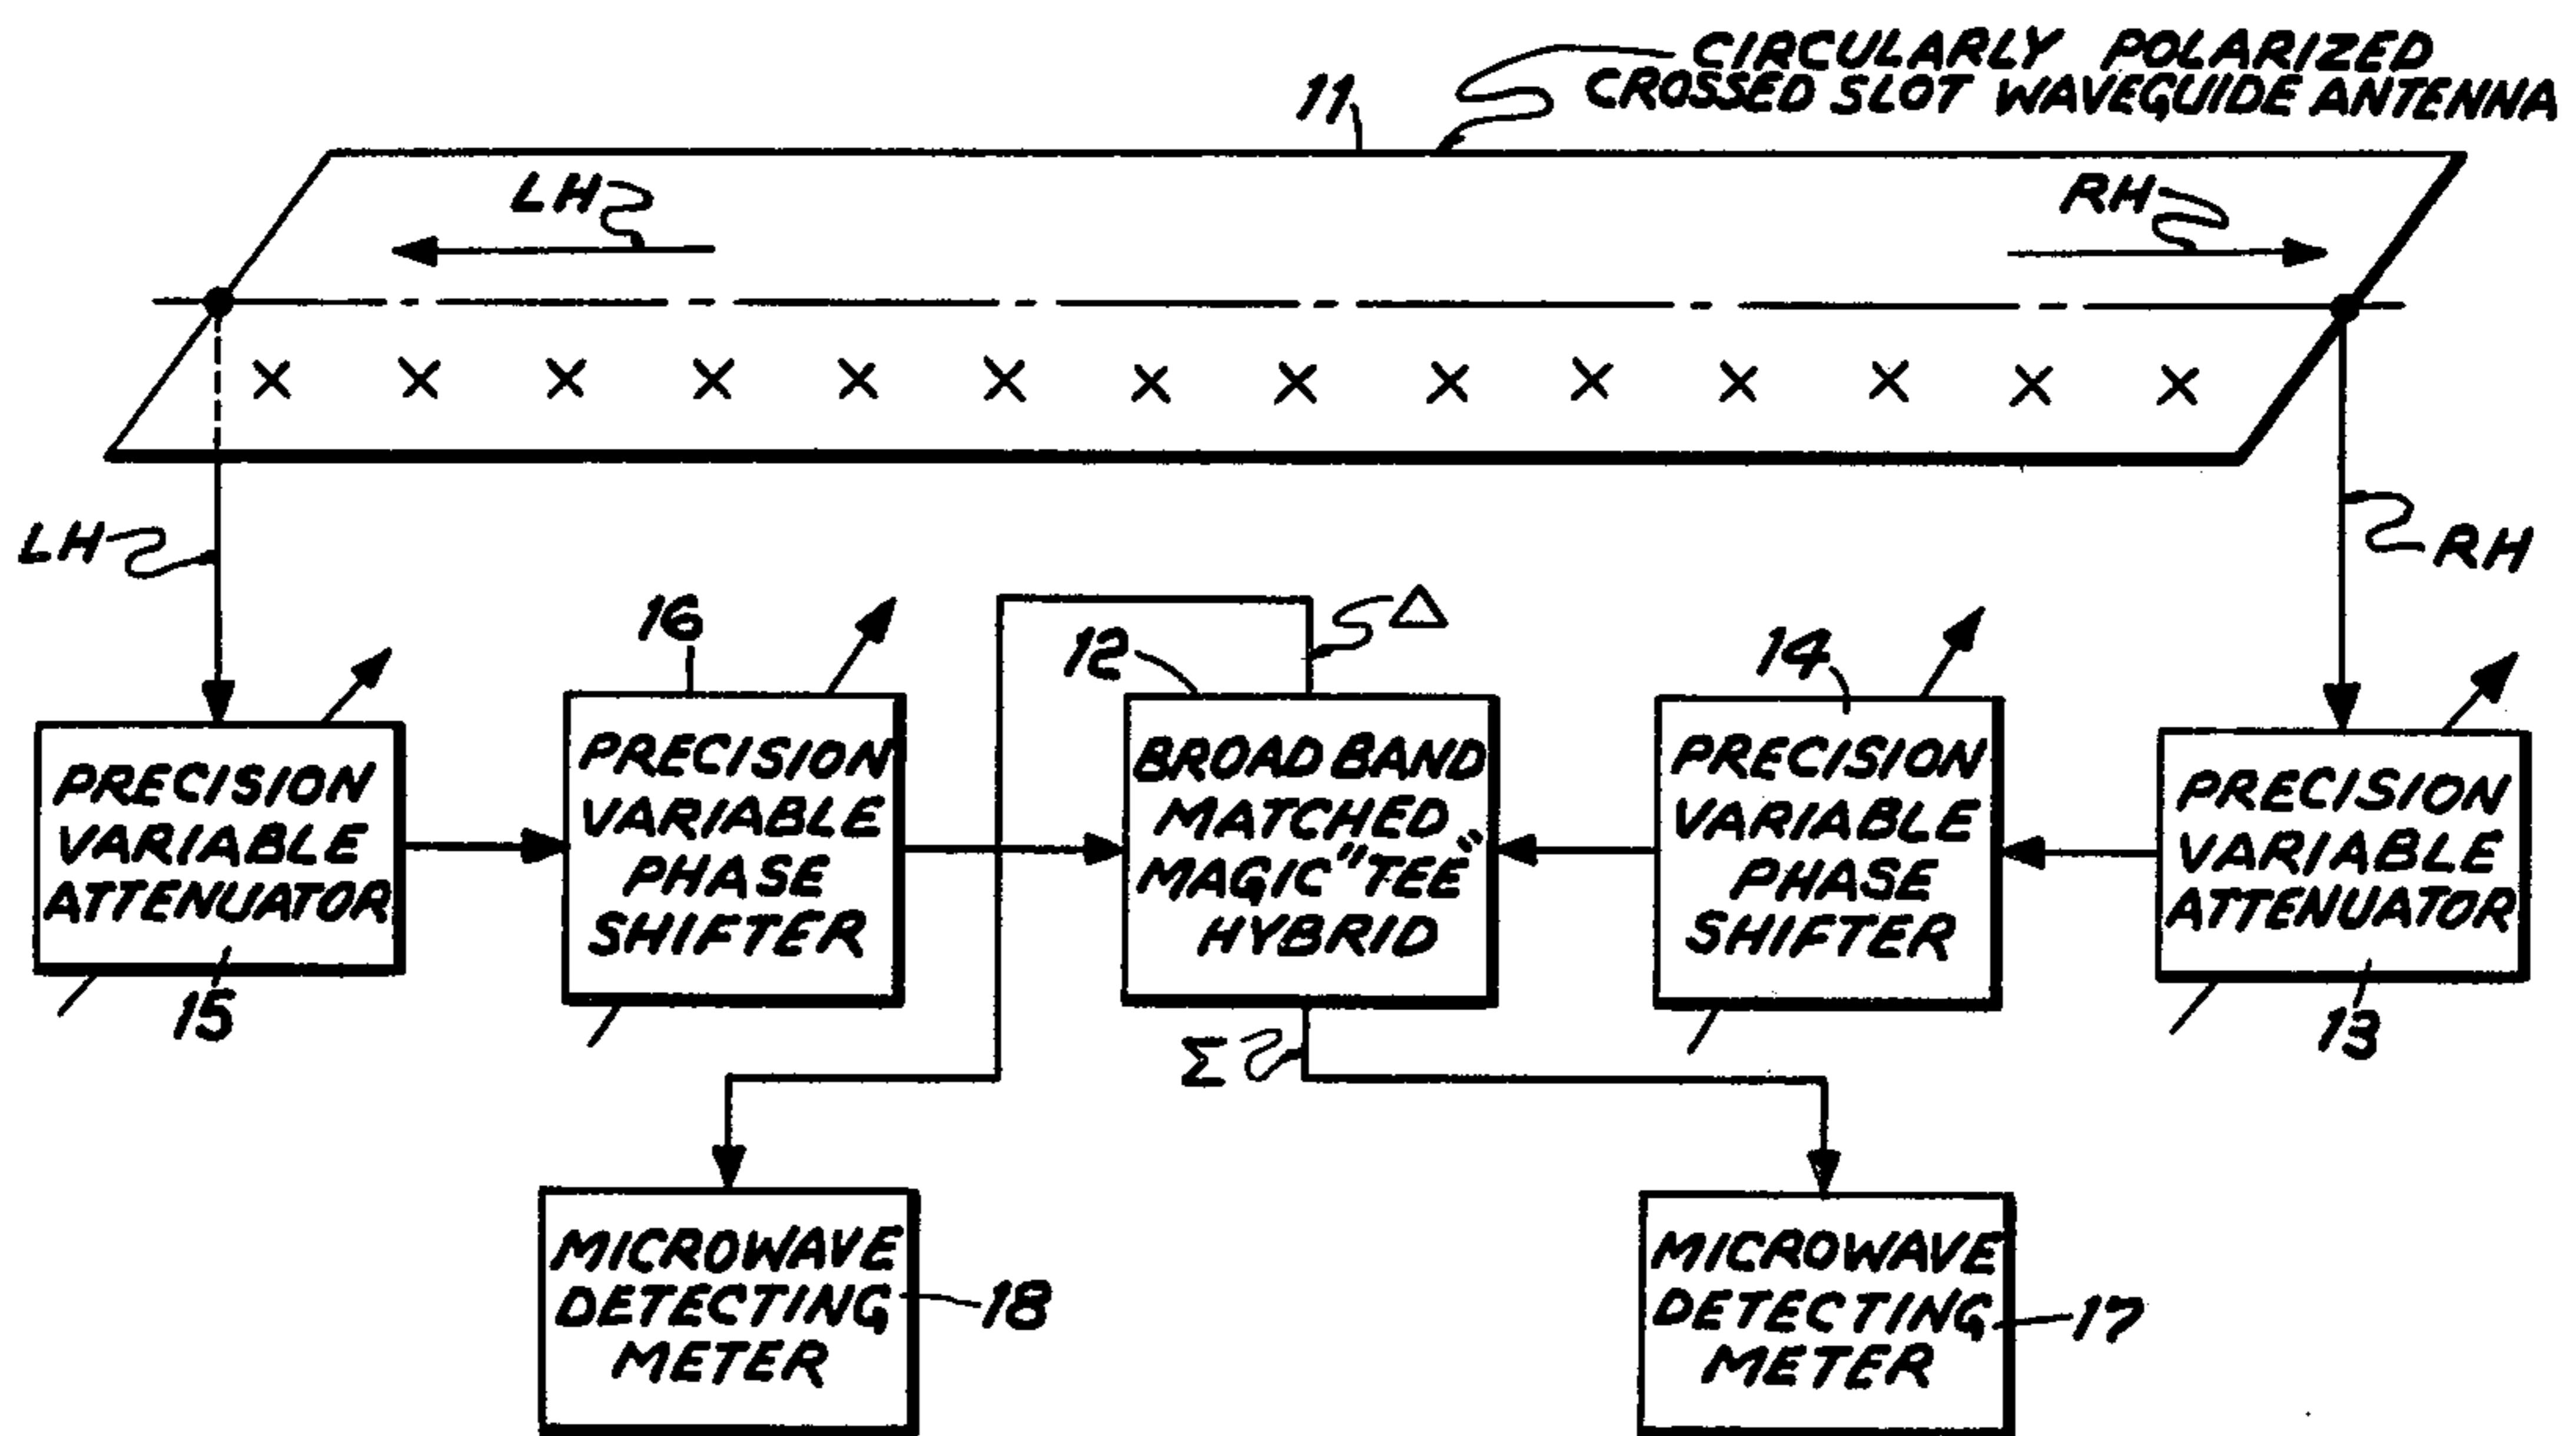 CIRCULARLY POLARIZED
CROSSED SLOT WAVEGUIDE ANTENNA
11
LH
RH
LH
RH
16
12
Δ
14
PRECISION
VARIABLE
ATTENUATOR
15
PRECISION
VARIABLE
PHASE
SHIFTER
BROAD BAND
MATCHED
MAGIC "TEE"
HYBRID
PRECISION
VARIABLE
PHASE
SHIFTER
PRECISION
VARIABLE
ATTENUATOR
13
Σ
MICROWAVE
DETECTING
METER
18
MICROWAVE
DETECTING
METER
17